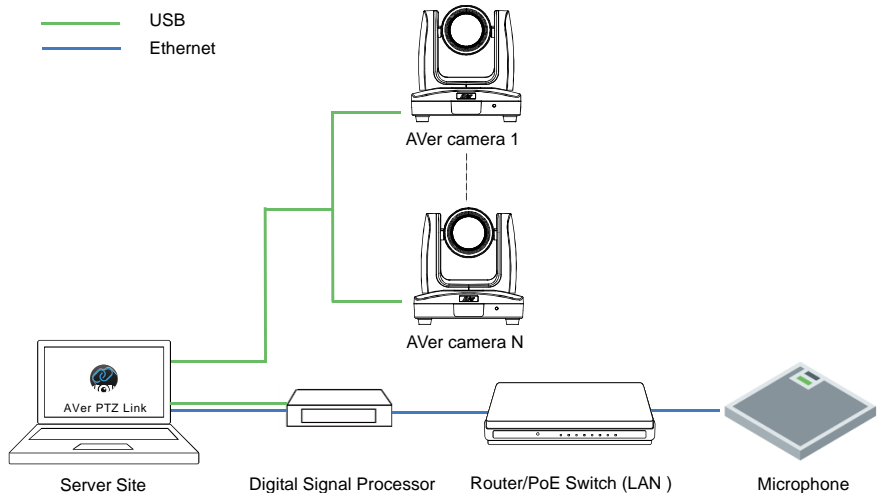 USB
Ethernet
AVer camera 1
AVer camera N
AVer PTZ Link
Server Site
Digital Signal Processor
Router/PoE Switch (LAN )
Microphone